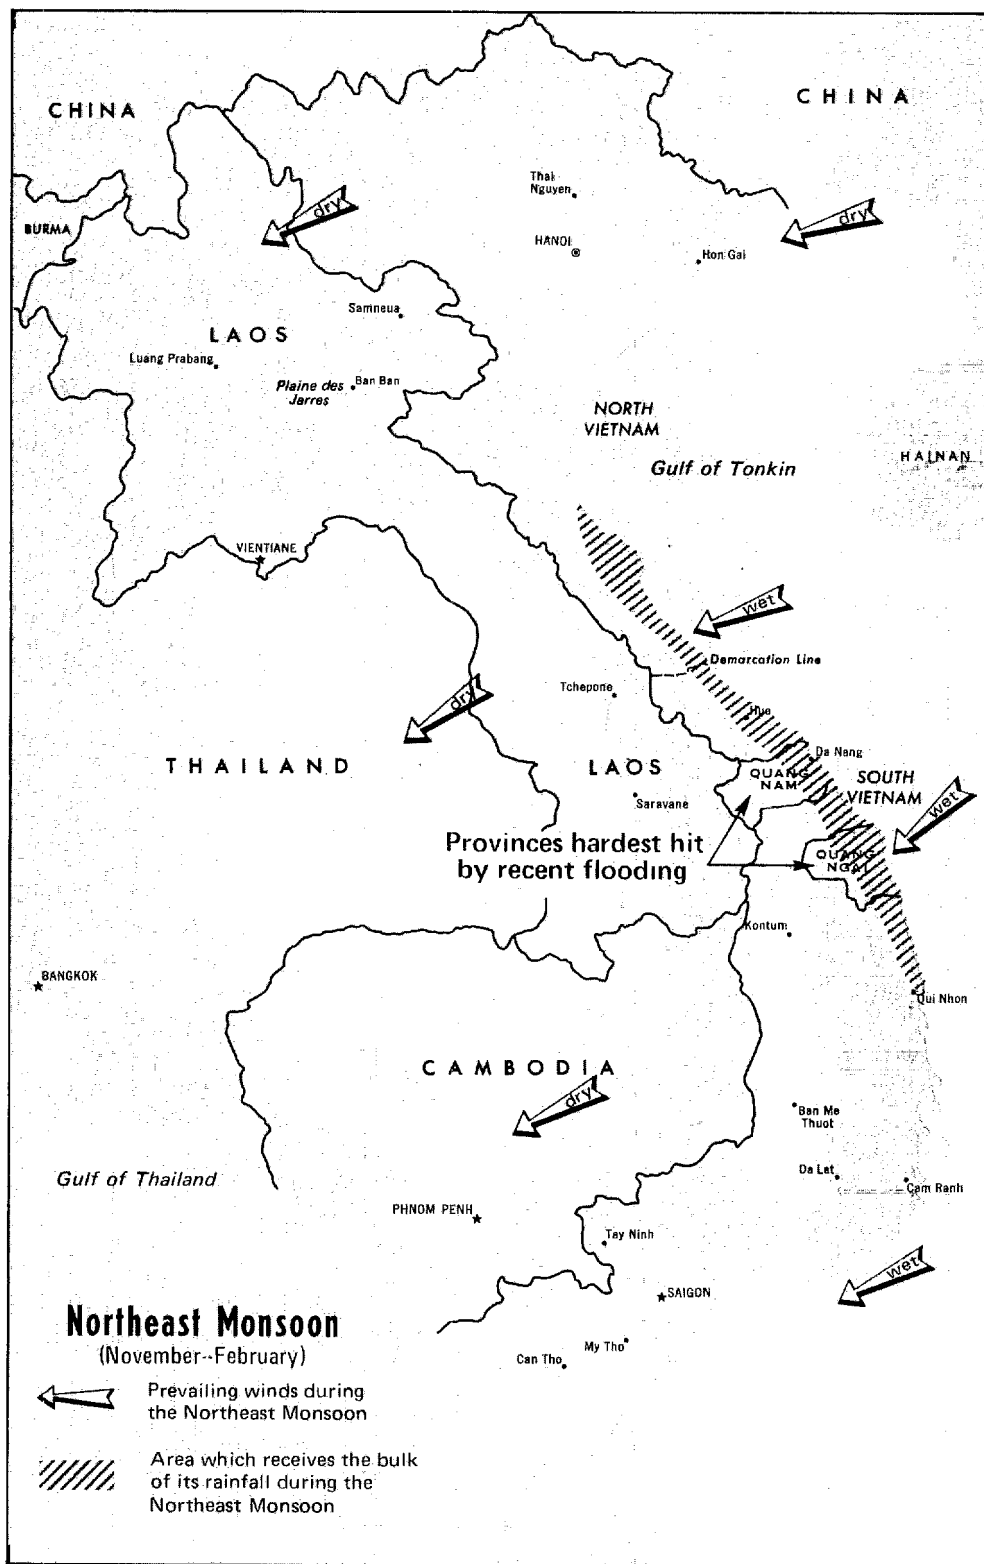 CHINA
CHINA
Thai
Nguyen
dry
dry
BURMA
HANOI
Hon Gai
Samneua
LAOS
Luang Prabang
Plaine des
Jarres
Ban Ban
NORTH
VIETNAM
HAINAN
Gulf of Tonkin
VIENTIANE
wet
Demarcation Line
Tchepone
dry
Hue
THAILAND
LAOS
Da Nang
QUANG
NAM
SOUTH
VIETNAM
Saravane
wet
Provinces hardest hit
by recent flooding
QUANG
NGAI
Kontum
BANGKOK
Qui Nhon
CAMBODIA
dry
Ban Me
Thuot
Da Lat
Cam Ranh
Gulf of Thailand
PHNOM PENH
Tay Ninh
wet
SAIGON
Northeast Monsoon
(November--February)
My Tho
Can Tho
Prevailing winds during
the Northeast Monsoon
Area which receives the bulk
of its rainfall during the
Northeast Monsoon